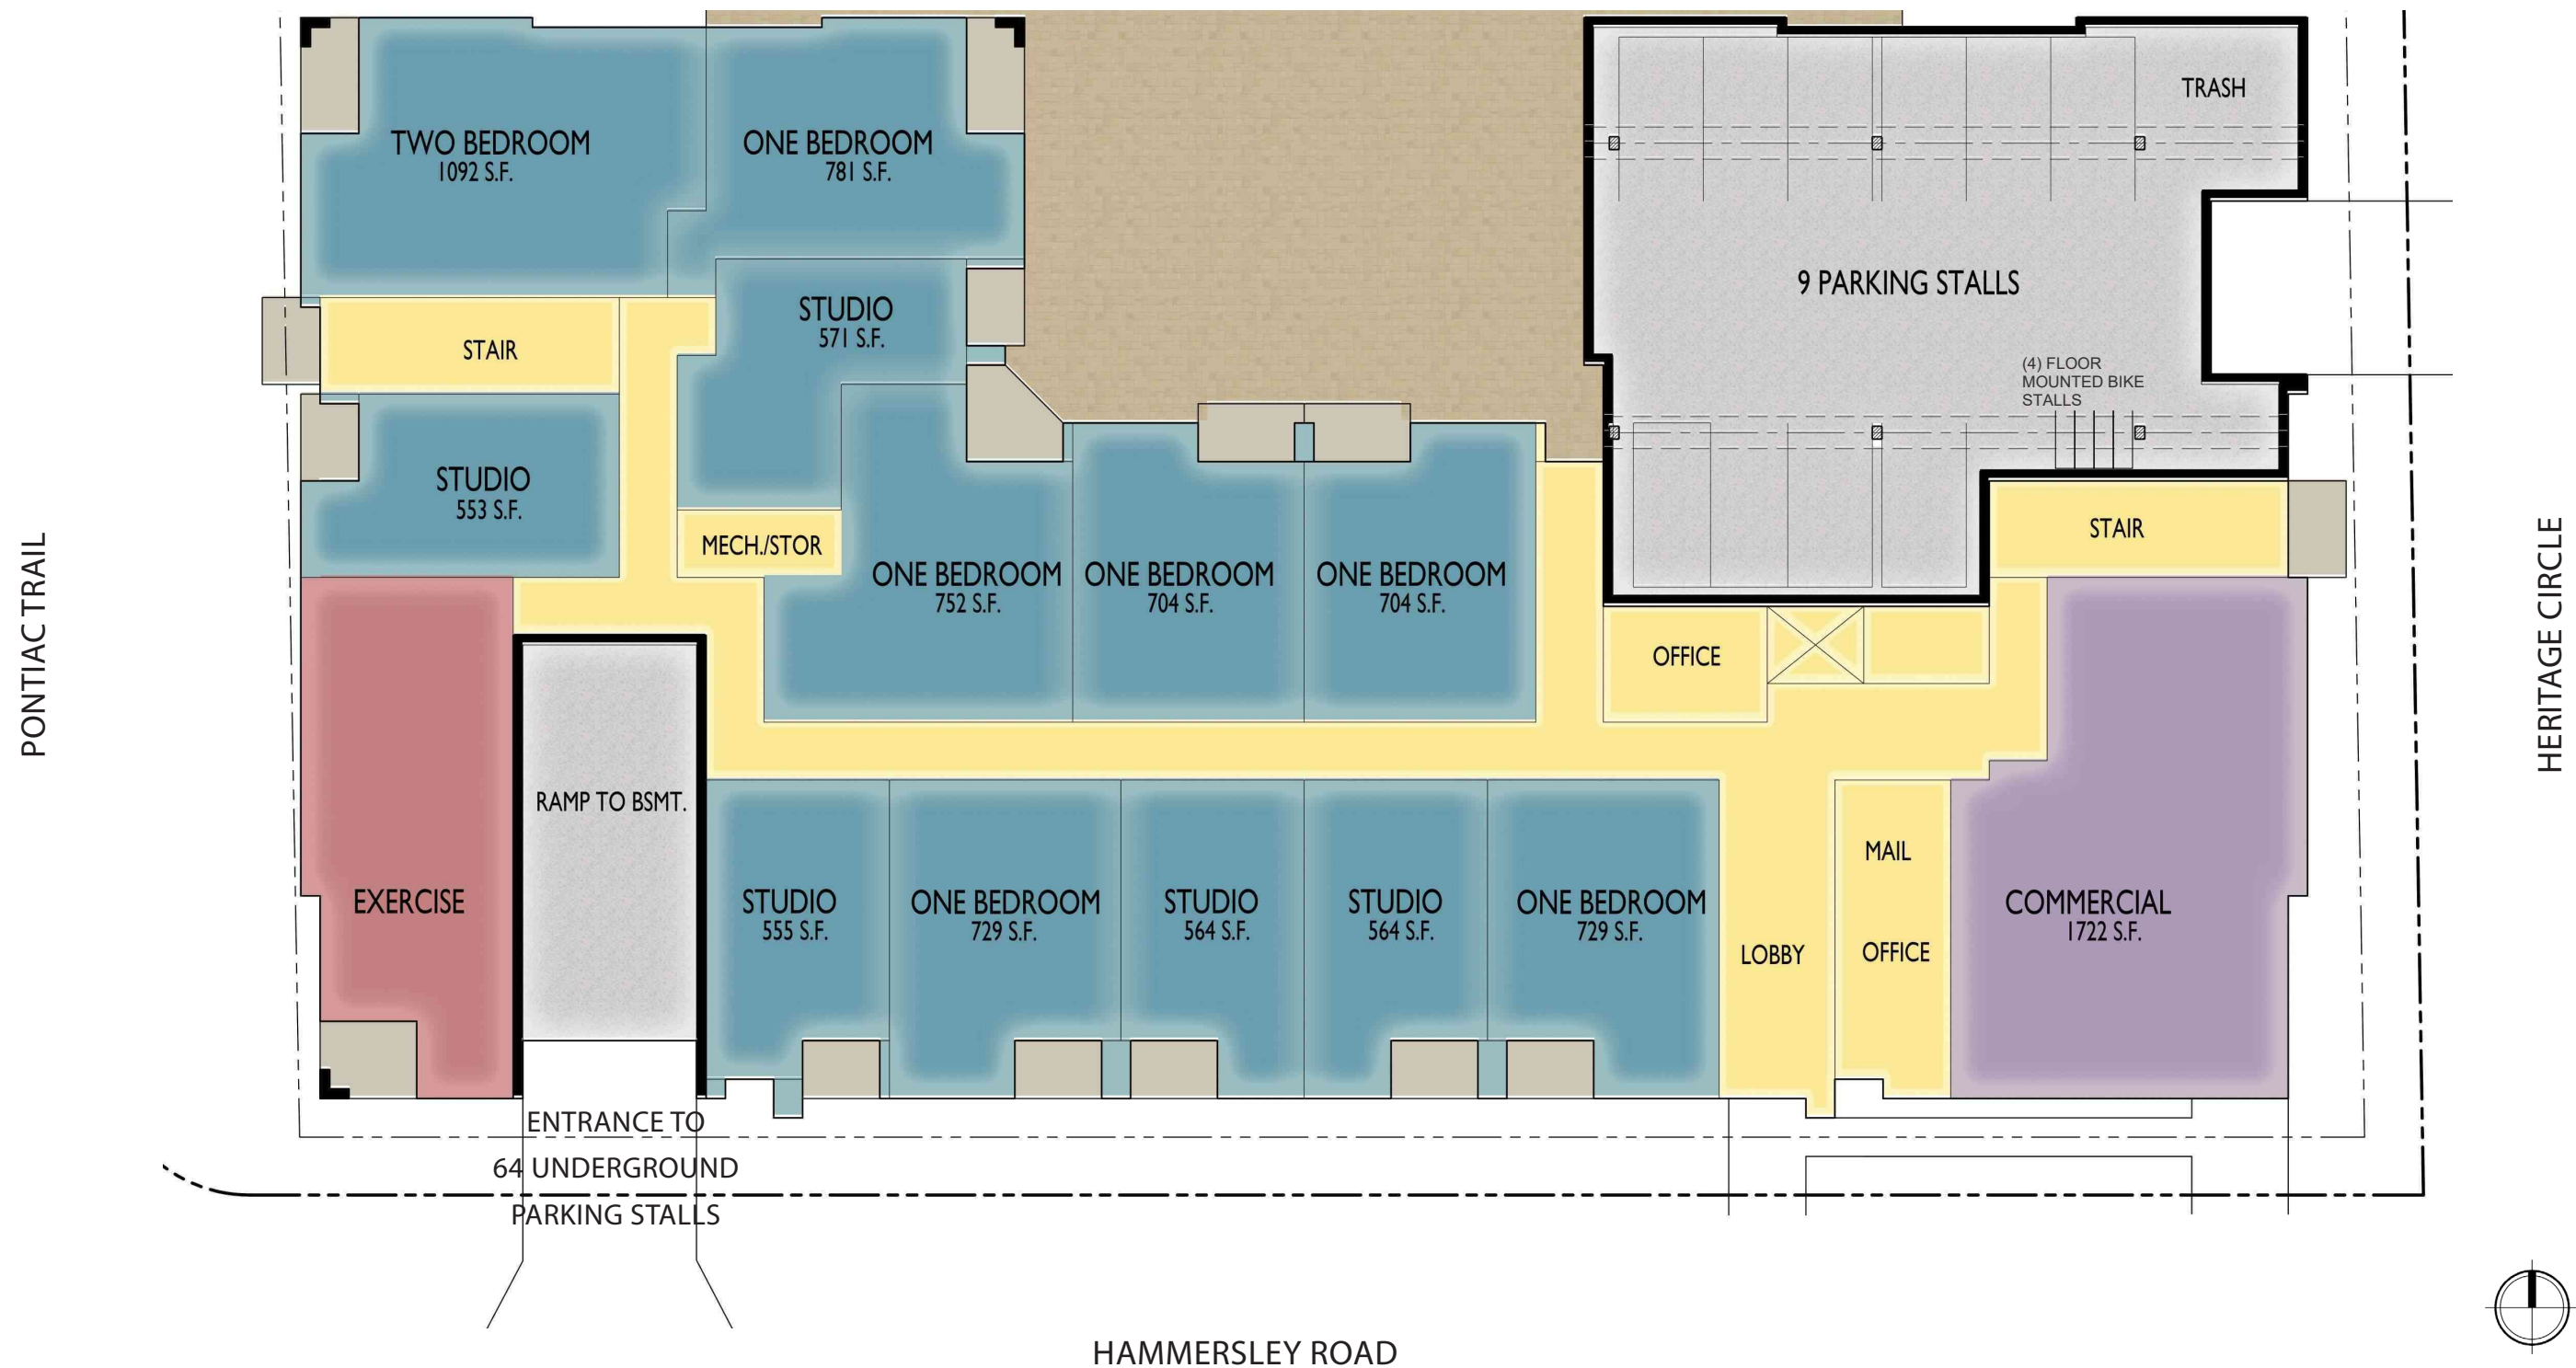 TRASH
TWO BEDROOM
1092 S.F.
ONE BEDROOM
781 S.F.
9 PARKING STALLS
STUDIO
571 S.F.
STAIR
(4) FLOOR
MOUNTED BIKE
STALLS
STUDIO
553 S.F.
STAIR
MECH./STOR
ONE BEDROOM
752 S.F.
ONE BEDROOM
704 S.F.
ONE BEDROOM
704 S.F.
PONTIAC TRAIL
HERITAGE CIRCLE
OFFICE
RAMP TO BSMT.
MAIL
EXERCISE
STUDIO
555 S.F.
ONE BEDROOM
729 S.F.
STUDIO
564 S.F.
STUDIO
564 S.F.
ONE BEDROOM
729 S.F.
LOBBY
OFFICE
COMMERCIAL
1722 S.F.
ENTRANCE TO
64 UNDERGROUND
PARKING STALLS
HAMMERSLEY ROAD